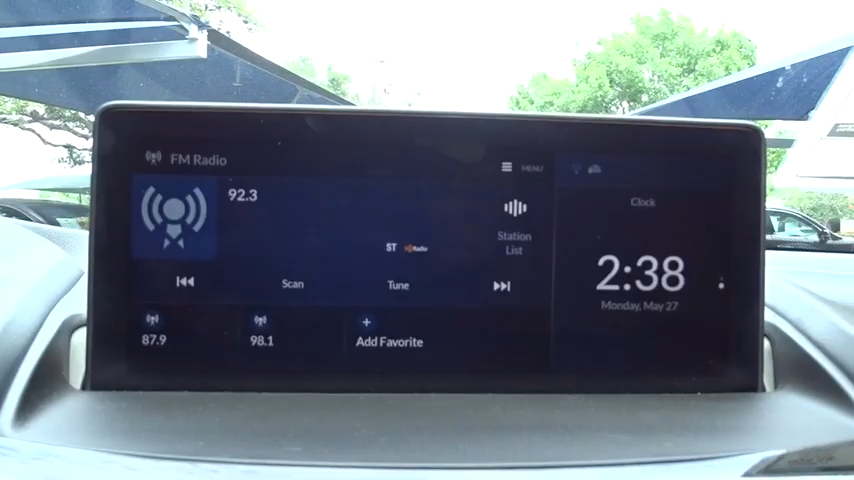 FM Radio
MENU
92.3
Station
List
ST HD Radio
Scan
Tune
87.9
98.1
Add Favorite
Clock
2:38
Monday, May 27